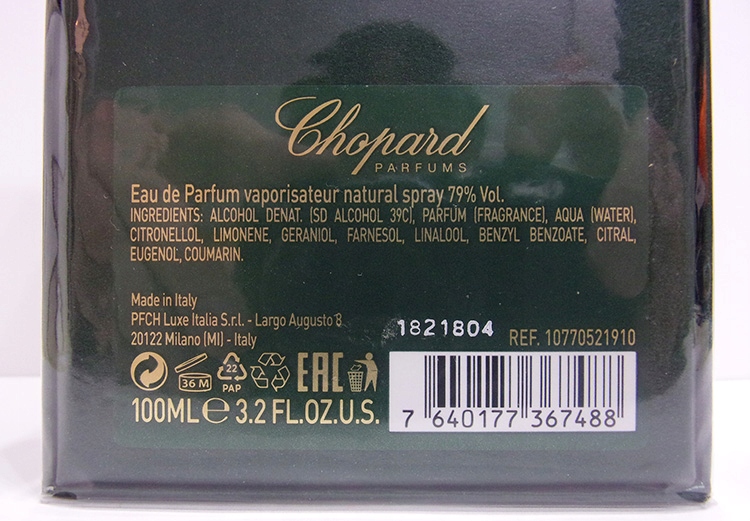 Chopard
PARFUMS
Eau de Parfum vaporisateur natural spray 79% Vol.
INGREDIENTS: ALCOHOL DENAT. (SD ALCOHOL 39C), PARFUM (FRAGRANCE), AQUA (WATER),
CITRONELLOL, LIMONENE, GERANIOL, FARNESOL, LINALOOL, BENZYL BENZOATE, CITRAL,
EUGENOL, COUMARIN.
Made in Italy
PFCH Luxe Italia S.r.l. - Largo Augusto 8
20122 Milano (MI) - Italy
1821804
REF. 10770521910
36 M
22
PAP
EAC
100ML ℮ 3.2 FL.OZ.U.S.
7 640177 367488